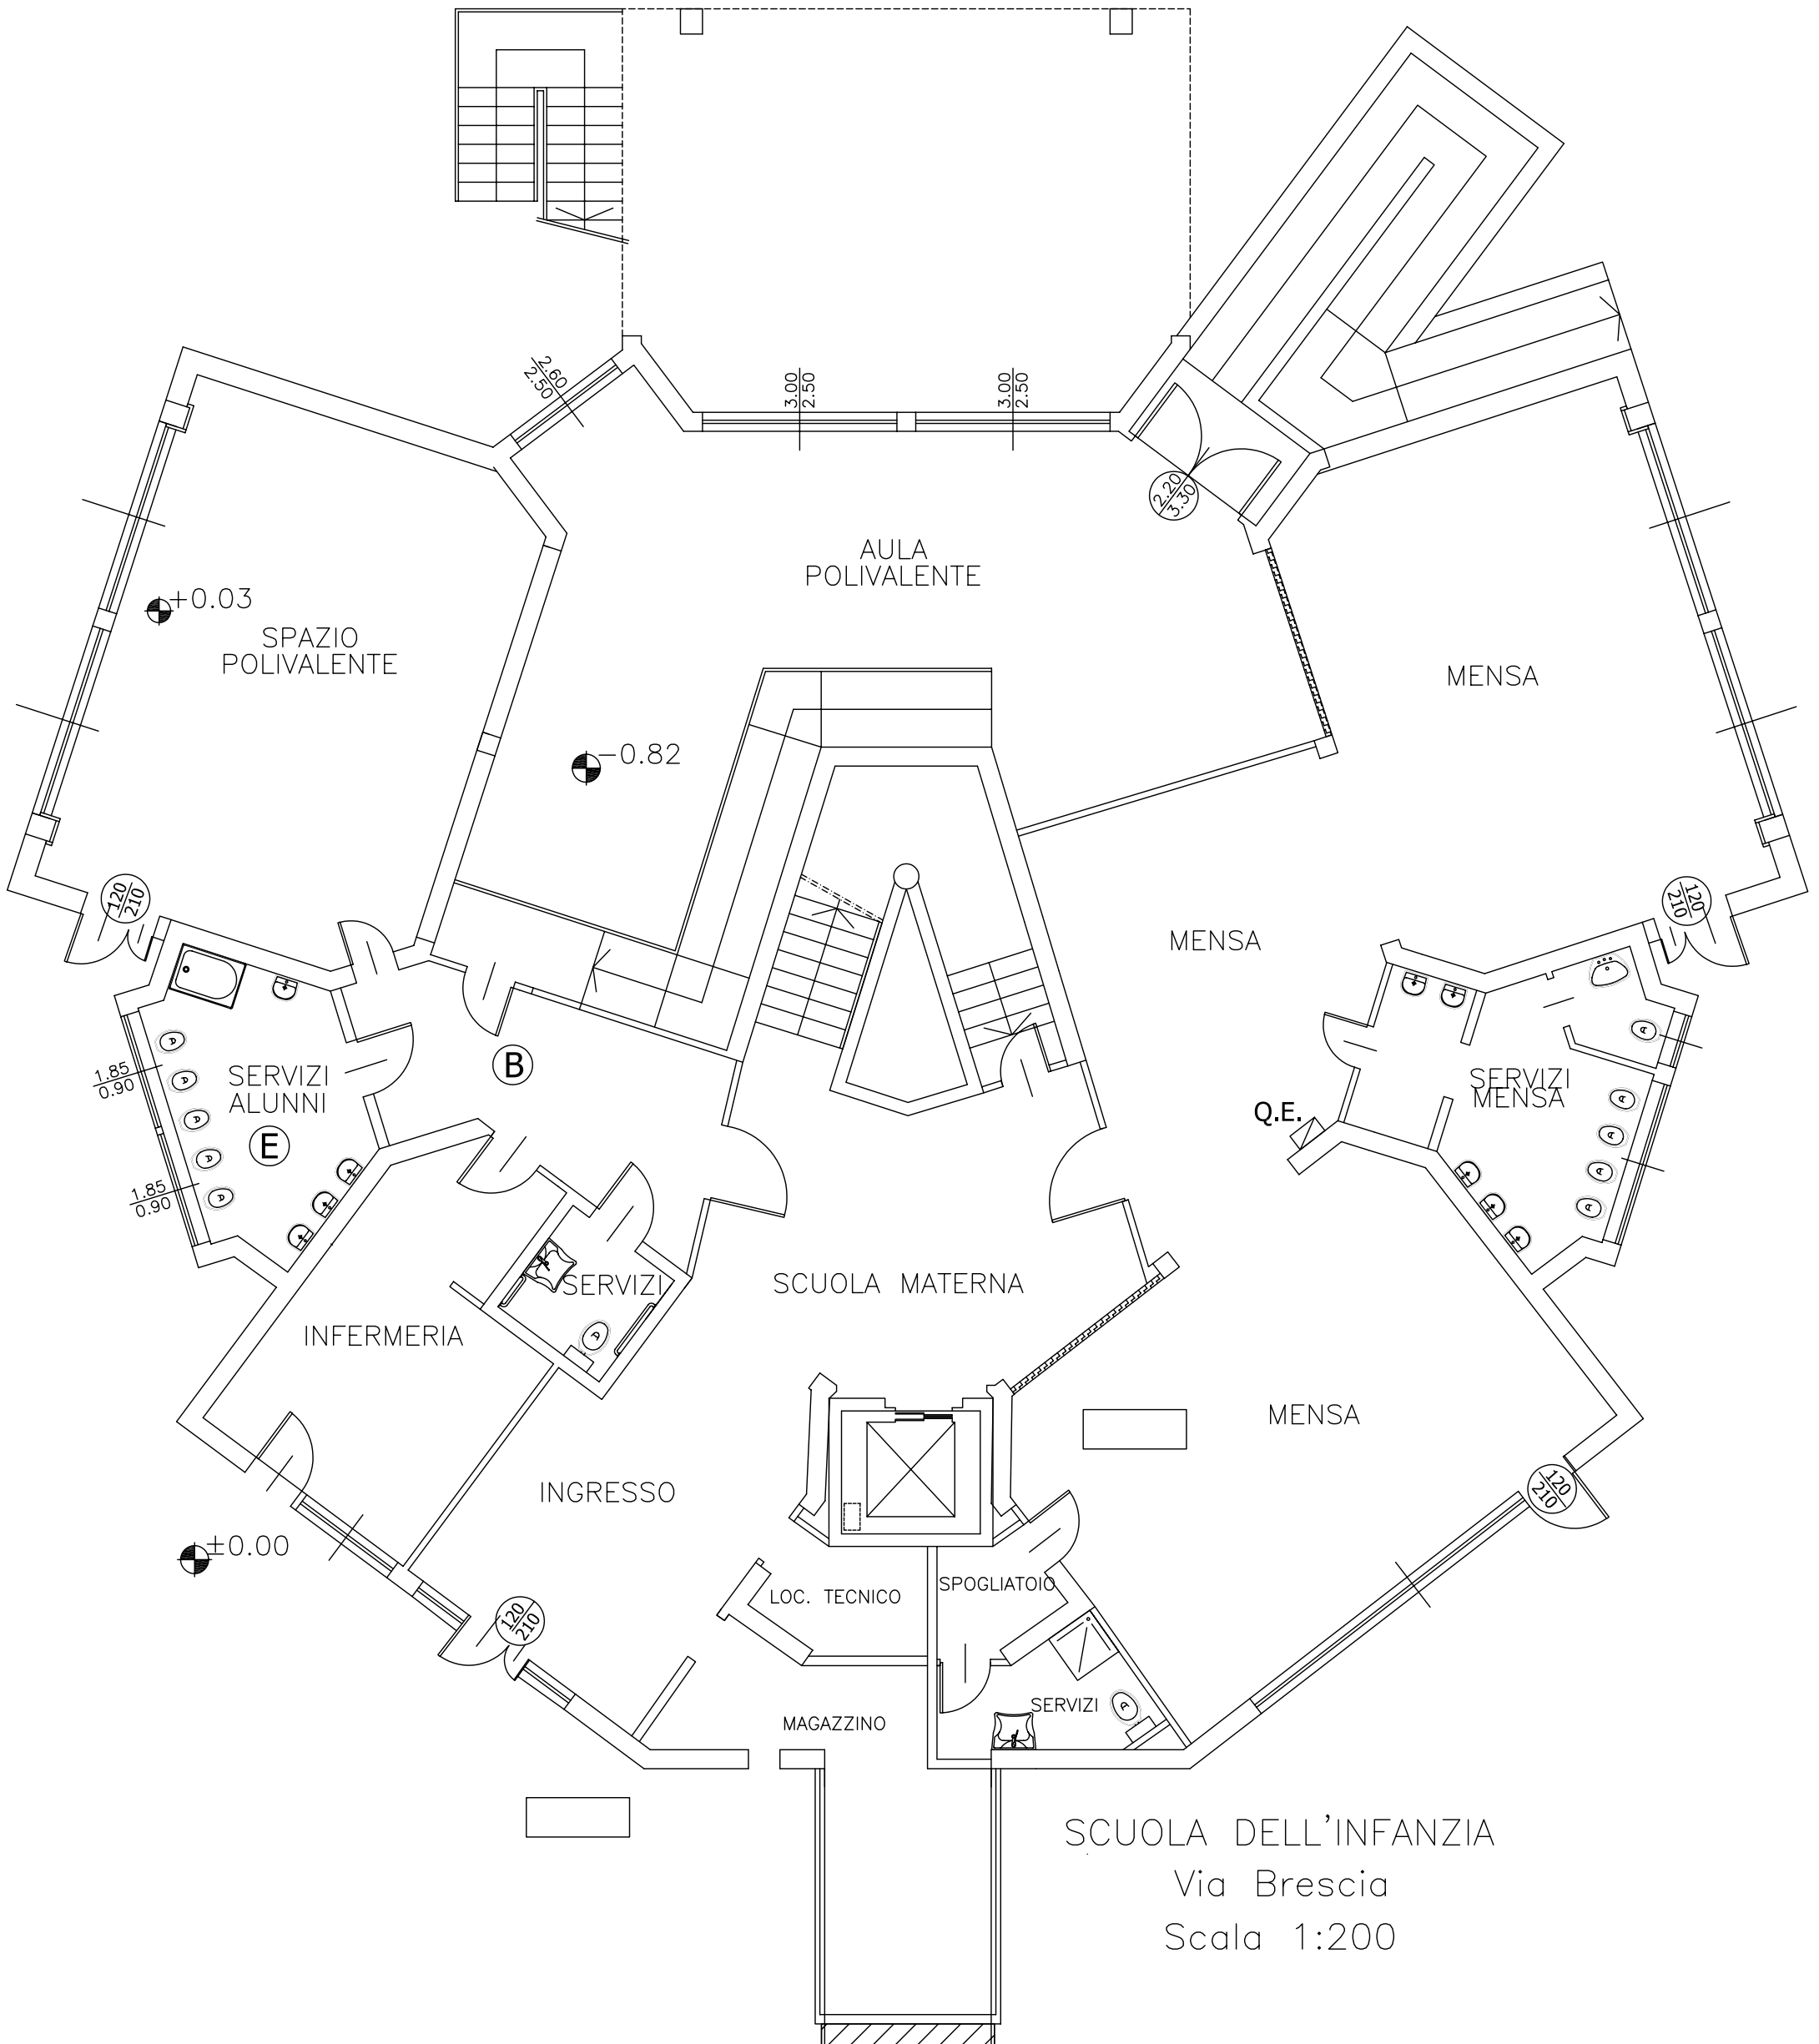 2.60
2.50
3.00
2.50
3.00
2.50
2.20
3.30
AULA
POLIVALENTE
+0.03
SPAZIO
POLIVALENTE
MENSA
-0.82
120
210
120
210
MENSA
B
1.85
0.90
SERVIZI
ALUNNI
E
SERVIZI
MENSA
Q.E.
1.85
0.90
SERVIZI
SCUOLA MATERNA
INFERMERIA
MENSA
INGRESSO
120
210
±0.00
SPOGLIATOIO
LOC. TECNICO
120
210
SERVIZI
MAGAZZINO
SCUOLA DELL'INFANZIA
Via Brescia
Scala 1:200